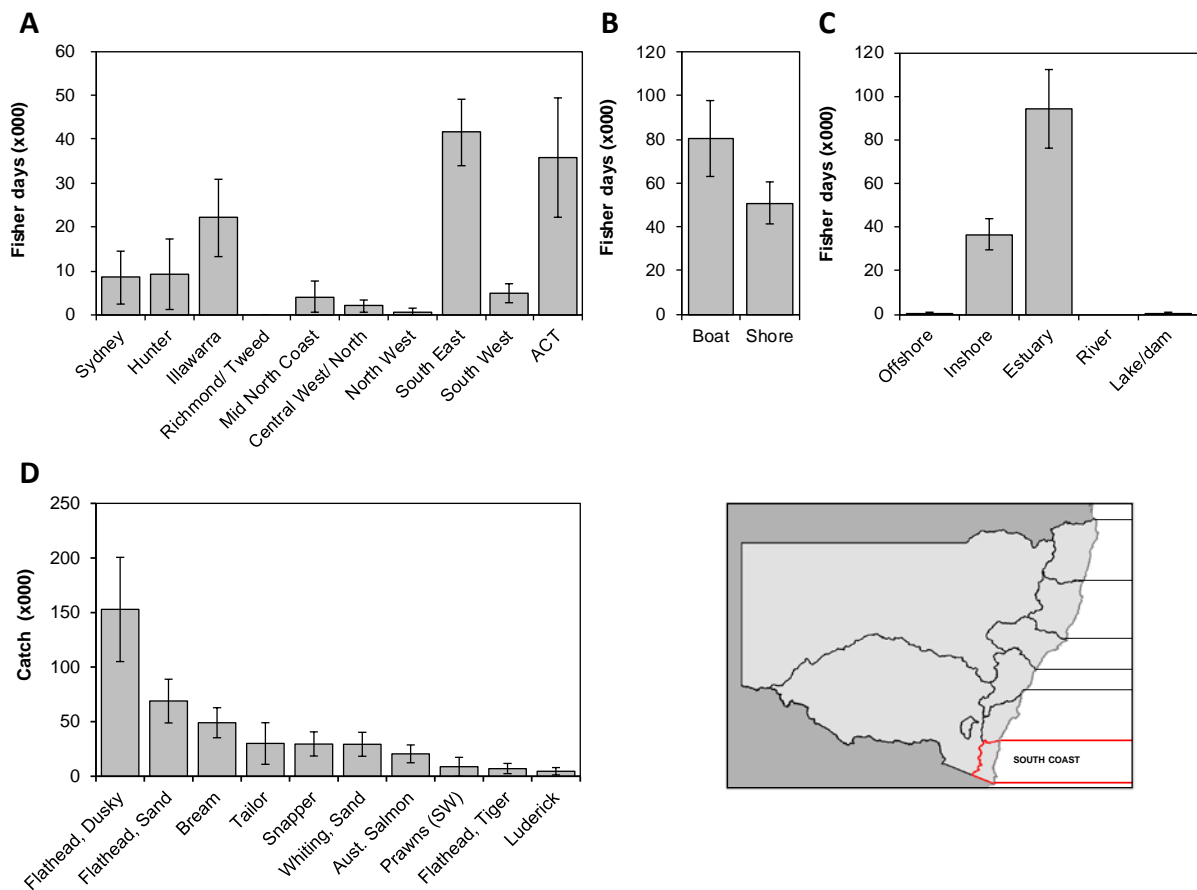 A
Fisher days (x000)
60
50
40
30
20
10
0
Sydney
Hunter
Illawarra
Richmond/ Tweed
Mid North Coast
Central West/ North
North West
South East
South West
ACT
B
Fisher days (x000)
120
100
80
60
40
20
0
Boat
Shore
C
Fisher days (x000)
120
100
80
60
40
20
0
Offshore
Inshore
Estuary
River
Lake/dam
D
Catch (x000)
250
200
150
100
50
0
Flathead, Dusky
Flathead, Sand
Bream
Tailor
Snapper
Whiting, Sand
Aust. Salmon
Prawns (SW)
Flathead, Tiger
Luderick
SOUTH COAST